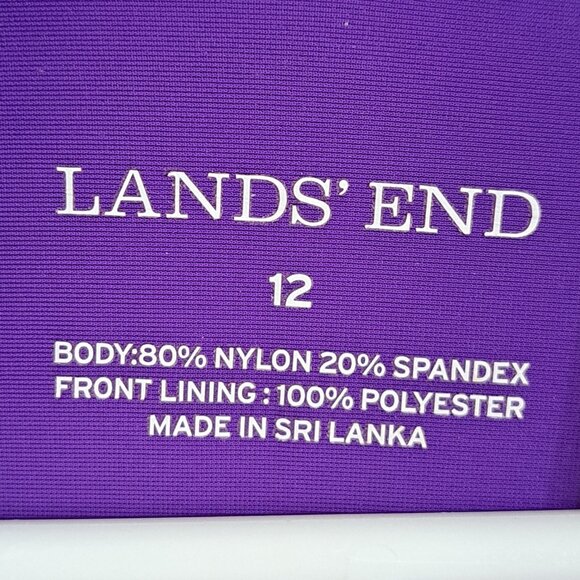 LANDS' END
12
BODY:80% NYLON 20% SPANDEX
FRONT LINING : 100% POLYESTER
MADE IN SRI LANKA